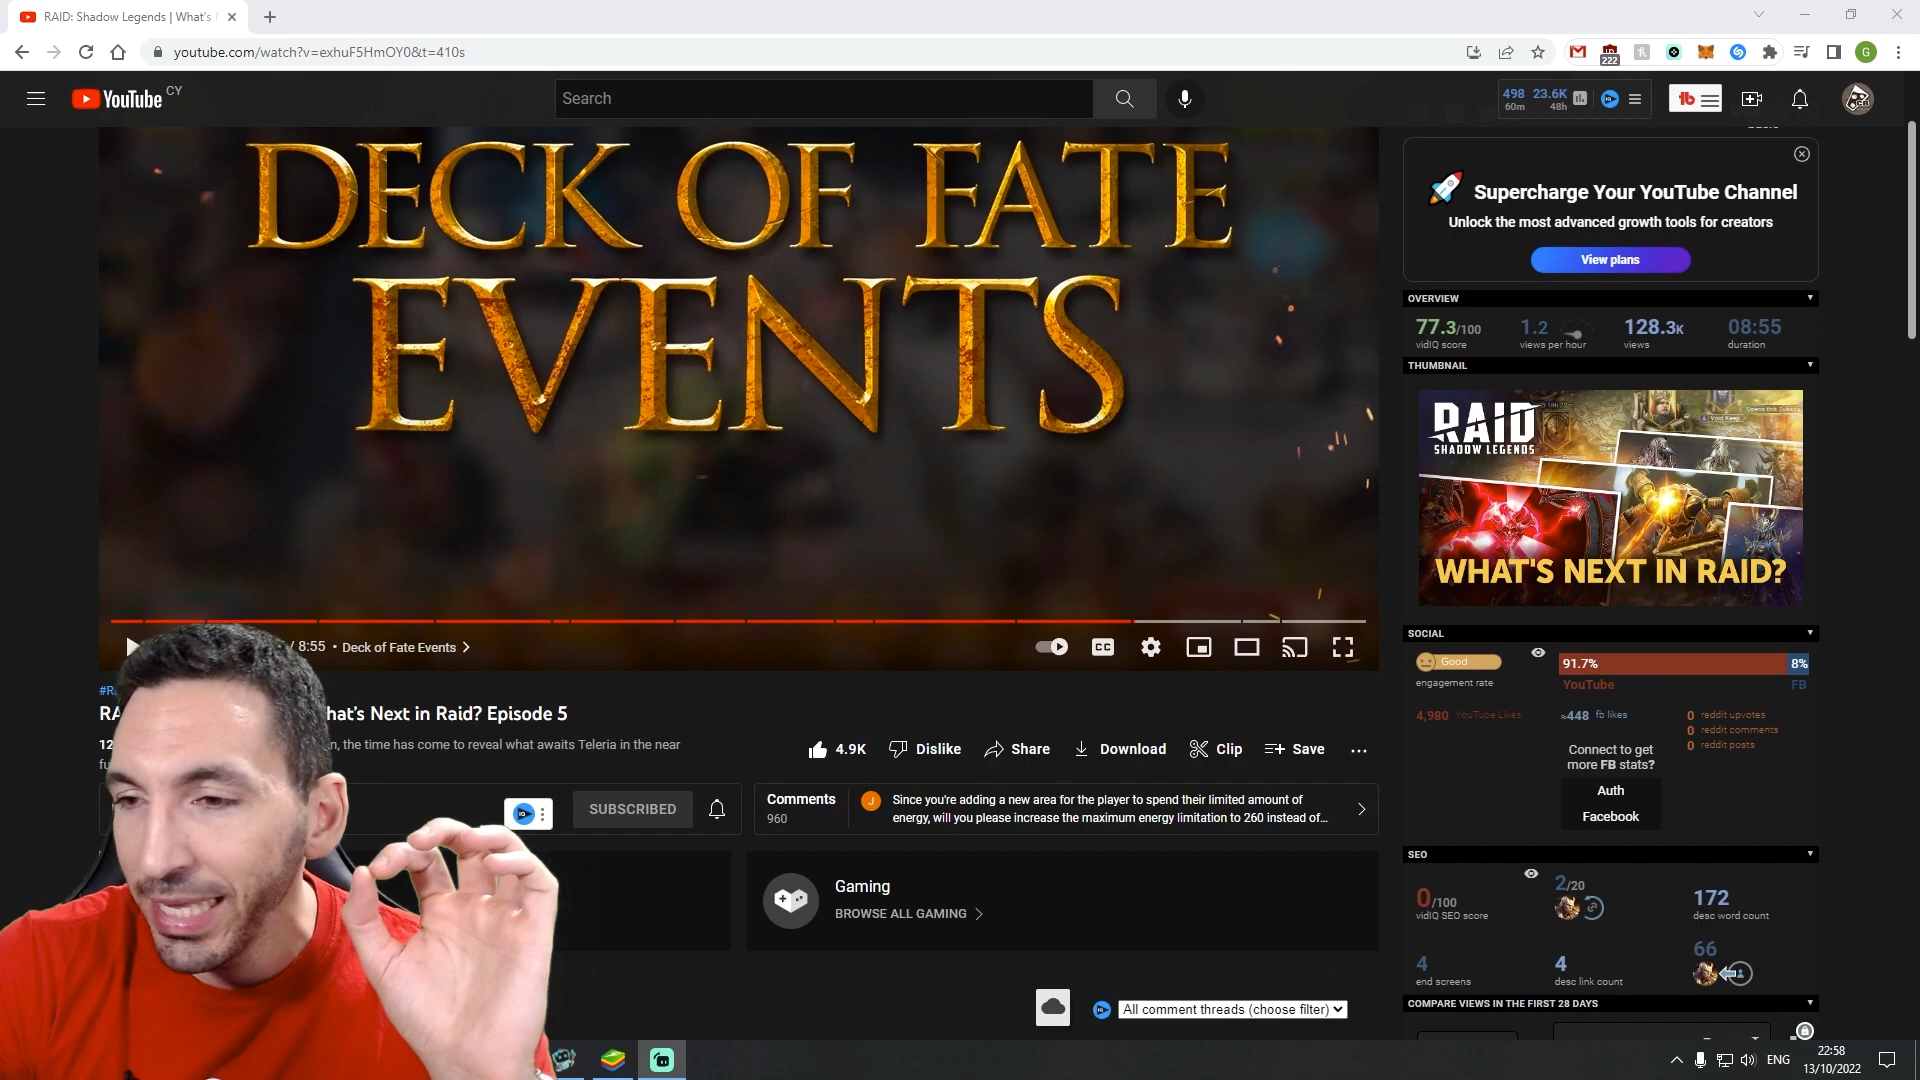 RAID: Shadow Legends | What's
youtube.com/watch?v=exhuF5HmOY0&t=410s
222
G
YouTube CY
Search
498 23.6K
60m 48h
DECK OF FATE
EVENTS
/ 8:55 • Deck of Fate Events
CC
hat's Next in Raid? Episode 5
n, the time has come to reveal what awaits Teleria in the near
4.9K Dislike Share Download Clip Save ...
SUBSCRIBED
Comments
960
J
Since you're adding a new area for the player to spend their limited amount of
energy, will you please increase the maximum energy limitation to 260 instead of...
Gaming
BROWSE ALL GAMING
All comment threads (choose filter)
Supercharge Your YouTube Channel
Unlock the most advanced growth tools for creators
View plans
OVERVIEW
77.3/100 1.2 128.3K 08:55
vidIQ score views per hour views duration
THUMBNAIL
RAID
SHADOW LEGENDS
WHAT'S NEXT IN RAID?
SOCIAL
Good
engagement rate
91.7% 8%
YouTube FB
4,980 YouTube Likes
≈448 fb likes
0 reddit upvotes
0 reddit comments
0 reddit posts
Connect to get
more FB stats?
Auth
Facebook
SEO
0/100
vidIQ SEO score
2/20
172
desc word count
4
end screens
4
desc link count
66
COMPARE VIEWS IN THE FIRST 28 DAYS
ENG
22:58
13/10/2022